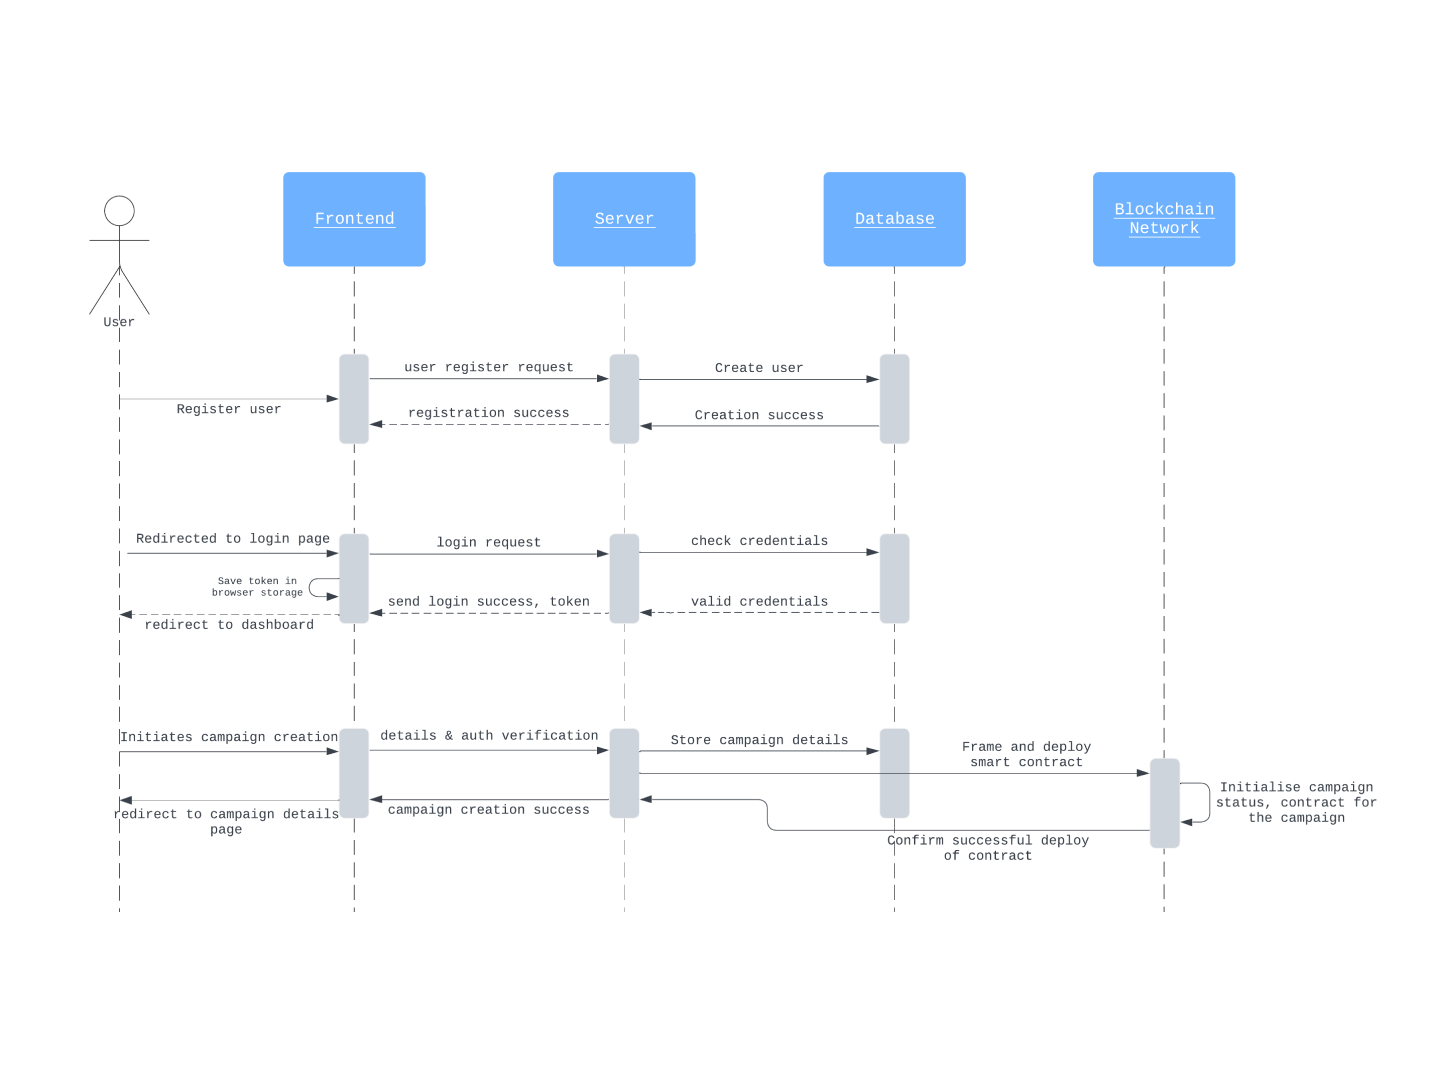 Frontend
Server
Database
Blockchain
Network
User
user register request
Create user
Register user
registration success
Creation success
Redirected to login page
login request
check credentials
Save token in
browser storage
send login success, token
valid credentials
redirect to dashboard
Initiates campaign creation
details & auth verification
Store campaign details
Frame and deploy
smart contract
Initialise campaign
status, contract for
the campaign
redirect to campaign details
page
campaign creation success
Confirm successful deploy
of contract